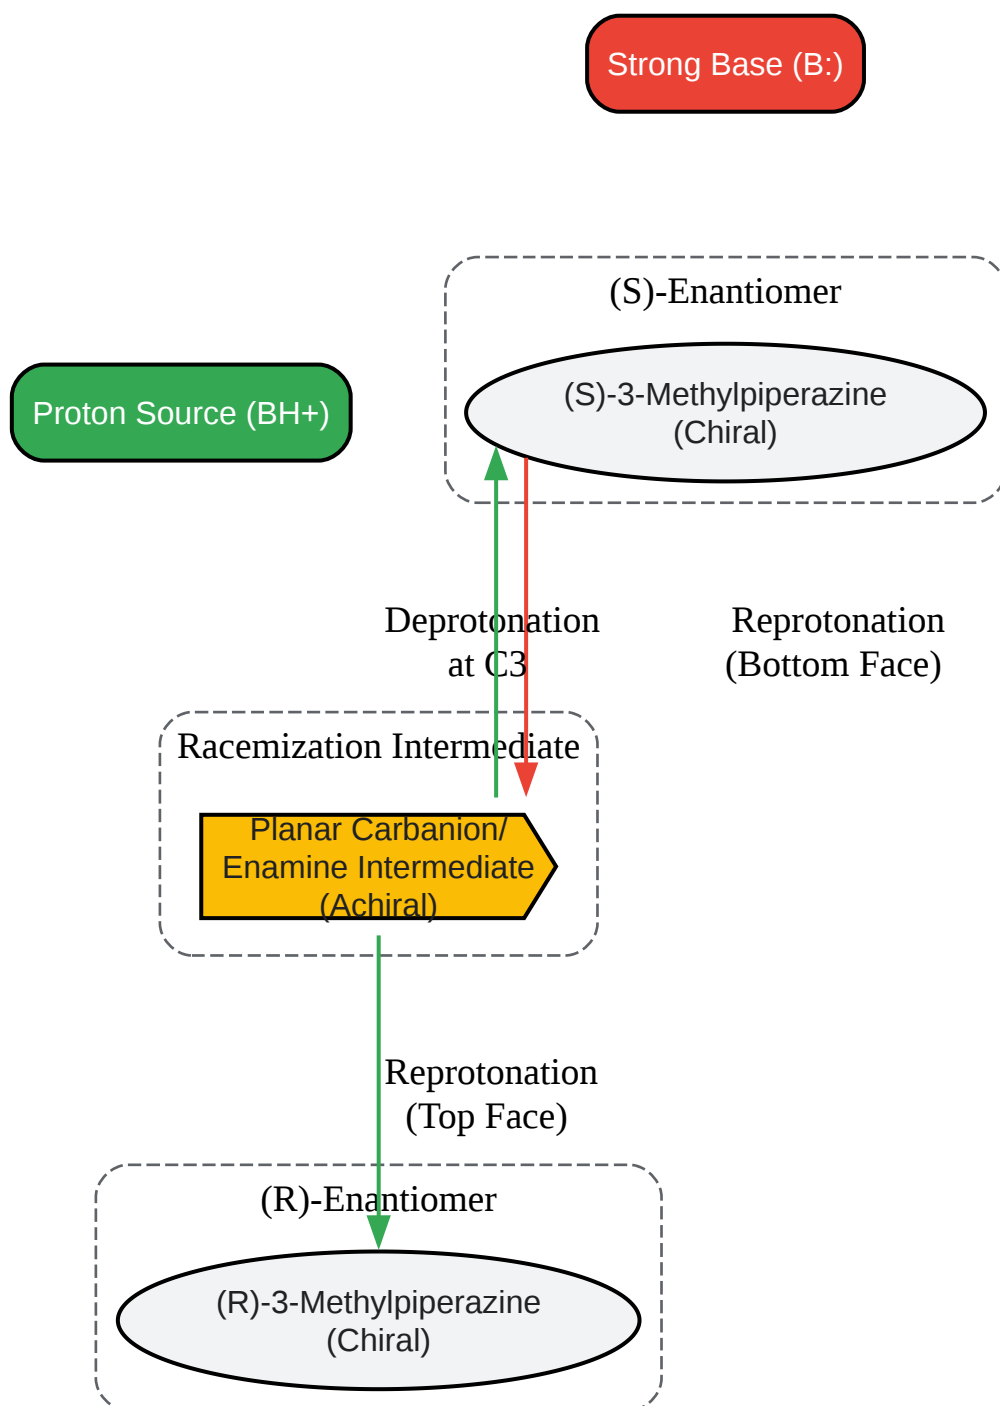 Strong Base (B:)
(S)-Enantiomer
(S)-3-Methylpiperazine
(Chiral)
Proton Source (BH+)
Deprotonation
at C3
Reprotonation
(Bottom Face)
Racemization Intermediate
Planar Carbanion/
Enamine Intermediate
(Achiral)
Reprotonation
(Top Face)
(R)-Enantiomer
(R)-3-Methylpiperazine
(Chiral)